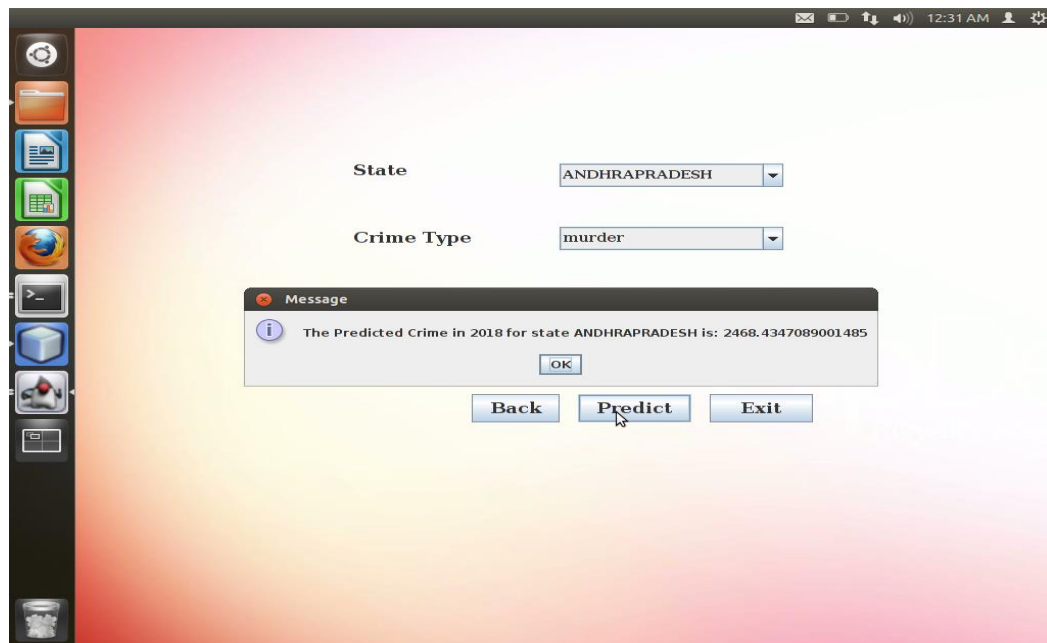 12:31 AM
State
ANDHRAPRADESH
Crime Type
murder
Message
The Predicted Crime in 2018 for state ANDHRAPRADESH is: 2468.4347089001485
OK
Back
Predict
Exit